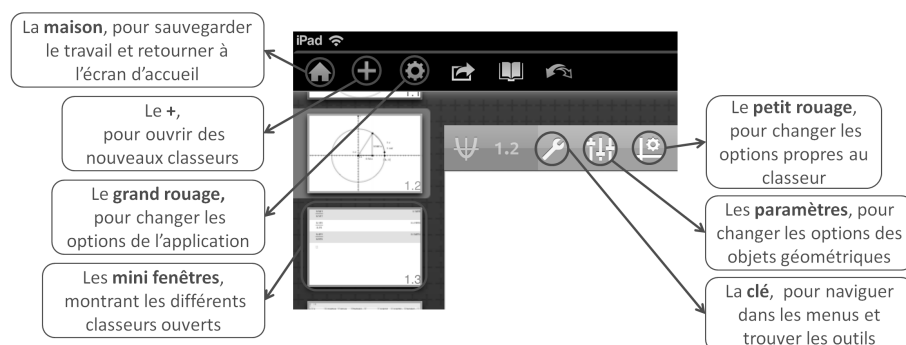 La maison, pour sauvegarder
le travail et retourner à
l'écran d'accueil
Le +,
pour ouvrir des
nouveaux classeurs
Le grand rouage,
pour changer les
options de l'application
Les mini fenêtres,
montrant les différents
classeurs ouverts
iPad
1.1
1.2
1.3
1.2
Le petit rouage,
pour changer les
options propres au
classeur
Les paramètres, pour
changer les options des
objets géométriques
La clé, pour naviguer
dans les menus et
trouver les outils